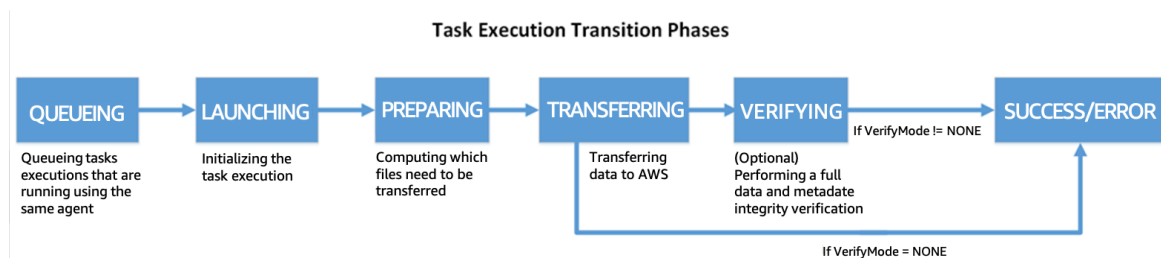 Task Execution Transition Phases
QUEUEING
LAUNCHING
PREPARING
TRANSFERRING
VERIFYING
If VerifyMode != NONE
SUCCESS/ERROR
Queueing tasks
executions that are
running using the
same agent
Initializing the
task execution
Computing which
files need to be
transferred
Transferring
data to AWS
(Optional)
Performing a full
data and metadate
integrity verification
If VerifyMode = NONE